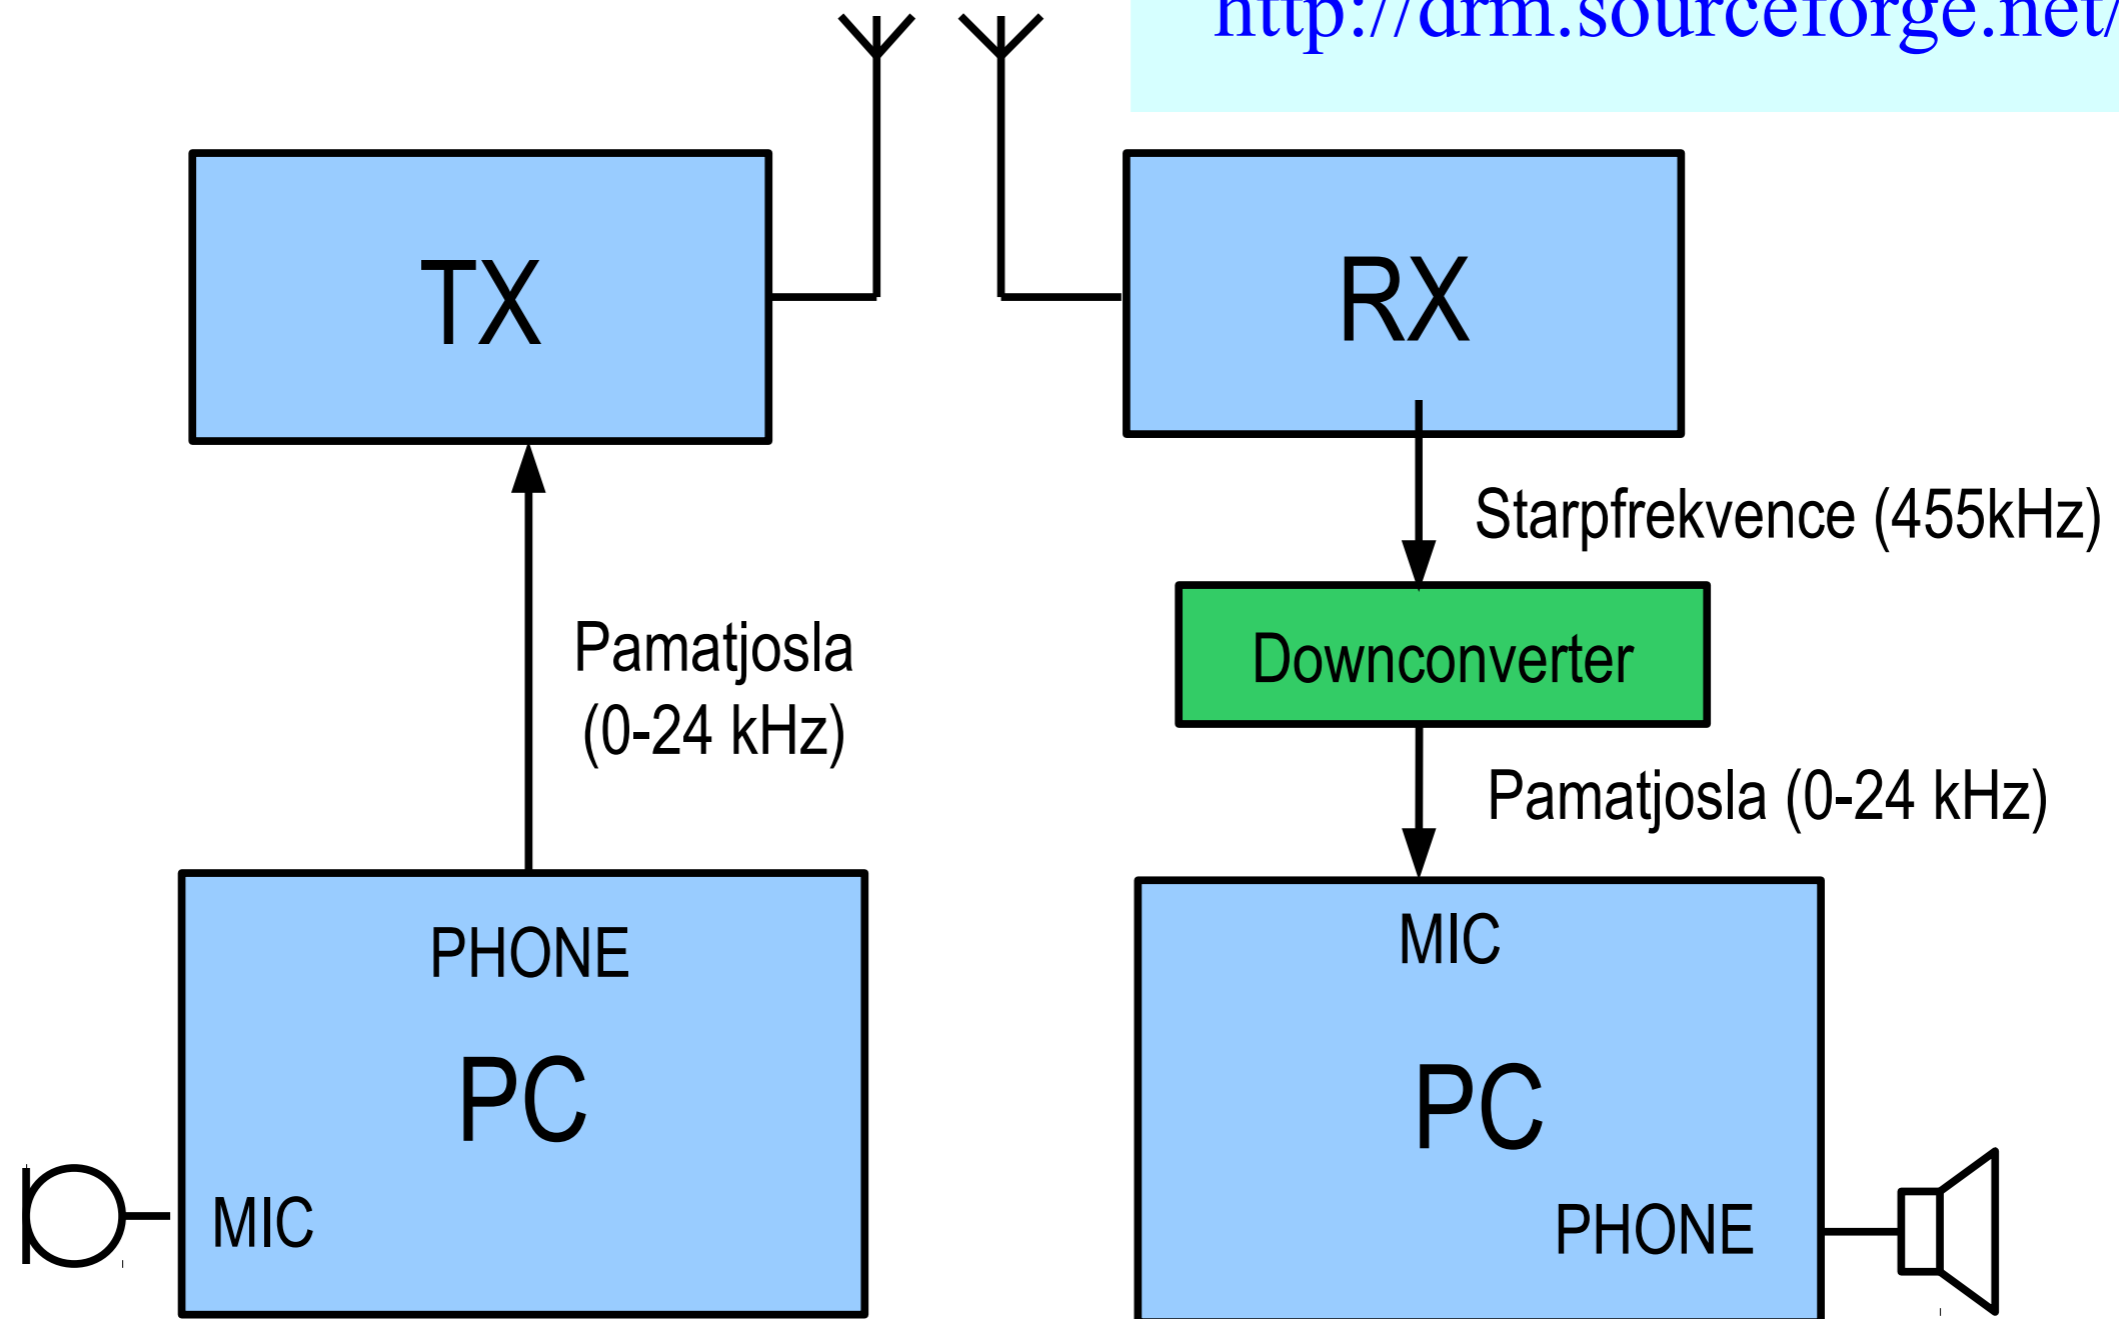 http://drm.sourceforge.net/
TX
RX
Starpfrekvence (455kHz)
Pamatjosla
(0-24 kHz)
Downconverter
Pamatjosla (0-24 kHz)
PHONE
PC
MIC
MIC
PC
PHONE